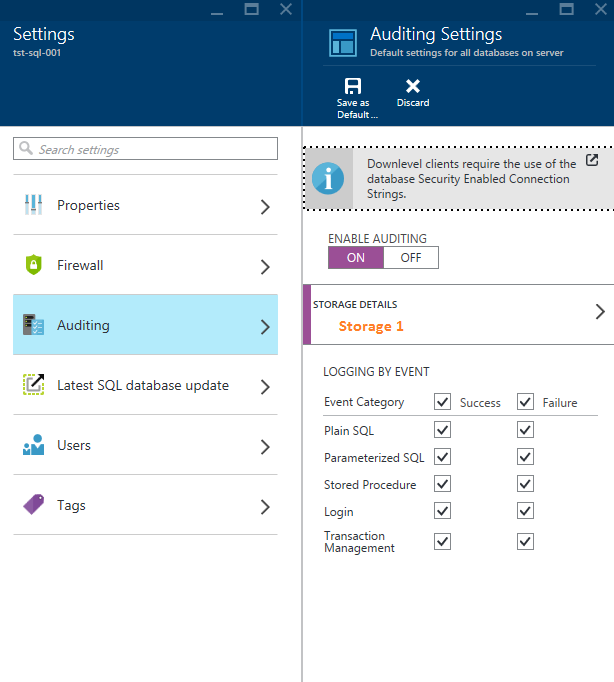 Settings
tst-sql-001
Search settings
Properties
Firewall
Auditing
Latest SQL database update
Users
Tags
Auditing Settings
Default settings for all databases on server
Save as
Default ...
Discard
Downlevel clients require the use of the
database Security Enabled Connection
Strings.
ENABLE AUDITING
ON OFF
STORAGE DETAILS
Storage 1
LOGGING BY EVENT
Event Category Success Failure
Plain SQL
Parameterized SQL
Stored Procedure
Login
Transaction
Management